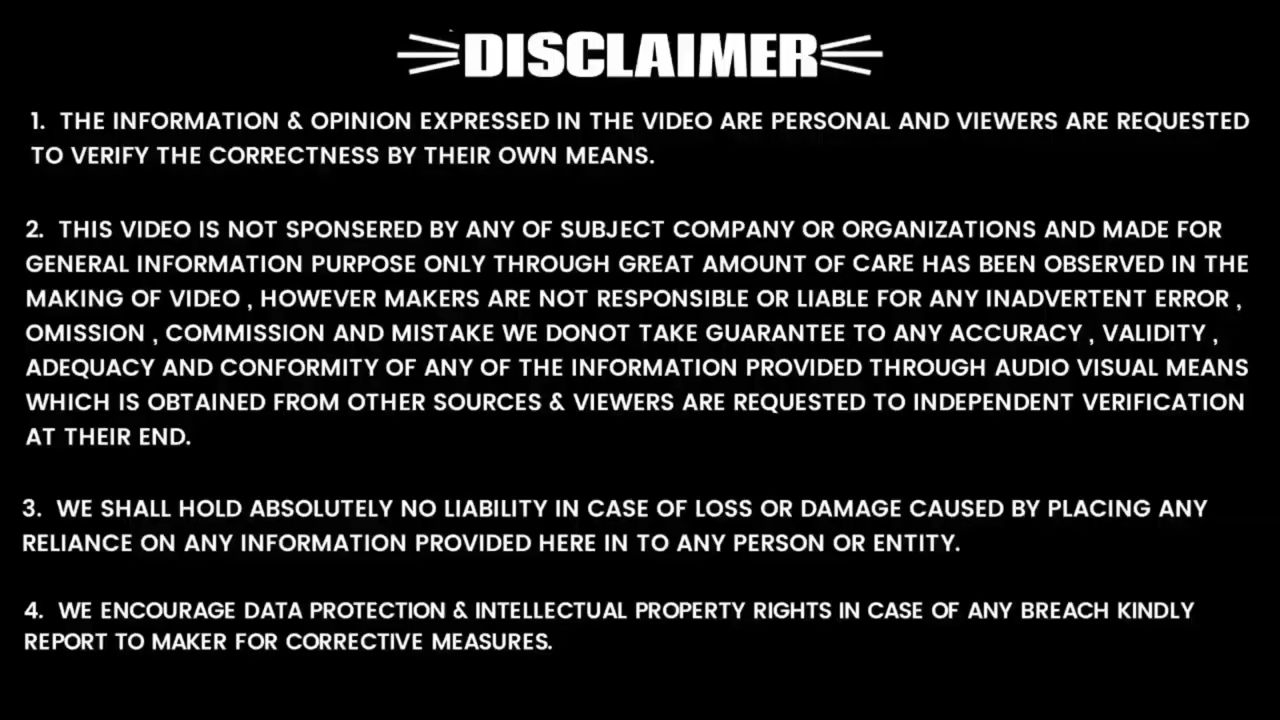 DISCLAIMER
1. THE INFORMATION & OPINION EXPRESSED IN THE VIDEO ARE PERSONAL AND VIEWERS ARE REQUESTED
TO VERIFY THE CORRECTNESS BY THEIR OWN MEANS.
2. THIS VIDEO IS NOT SPONSERED BY ANY OF SUBJECT COMPANY OR ORGANIZATIONS AND MADE FOR
GENERAL INFORMATION PURPOSE ONLY THROUGH GREAT AMOUNT OF CARE HAS BEEN OBSERVED IN THE
MAKING OF VIDEO , HOWEVER MAKERS ARE NOT RESPONSIBLE OR LIABLE FOR ANY INADVERTENT ERROR ,
OMISSION , COMMISSION AND MISTAKE WE DONOT TAKE GUARANTEE TO ANY ACCURACY , VALIDITY ,
ADEQUACY AND CONFORMITY OF ANY OF THE INFORMATION PROVIDED THROUGH AUDIO VISUAL MEANS
WHICH IS OBTAINED FROM OTHER SOURCES & VIEWERS ARE REQUESTED TO INDEPENDENT VERIFICATION
AT THEIR END.
3. WE SHALL HOLD ABSOLUTELY NO LIABILITY IN CASE OF LOSS OR DAMAGE CAUSED BY PLACING ANY
RELIANCE ON ANY INFORMATION PROVIDED HERE IN TO ANY PERSON OR ENTITY.
4. WE ENCOURAGE DATA PROTECTION & INTELLECTUAL PROPERTY RIGHTS IN CASE OF ANY BREACH KINDLY
REPORT TO MAKER FOR CORRECTIVE MEASURES.